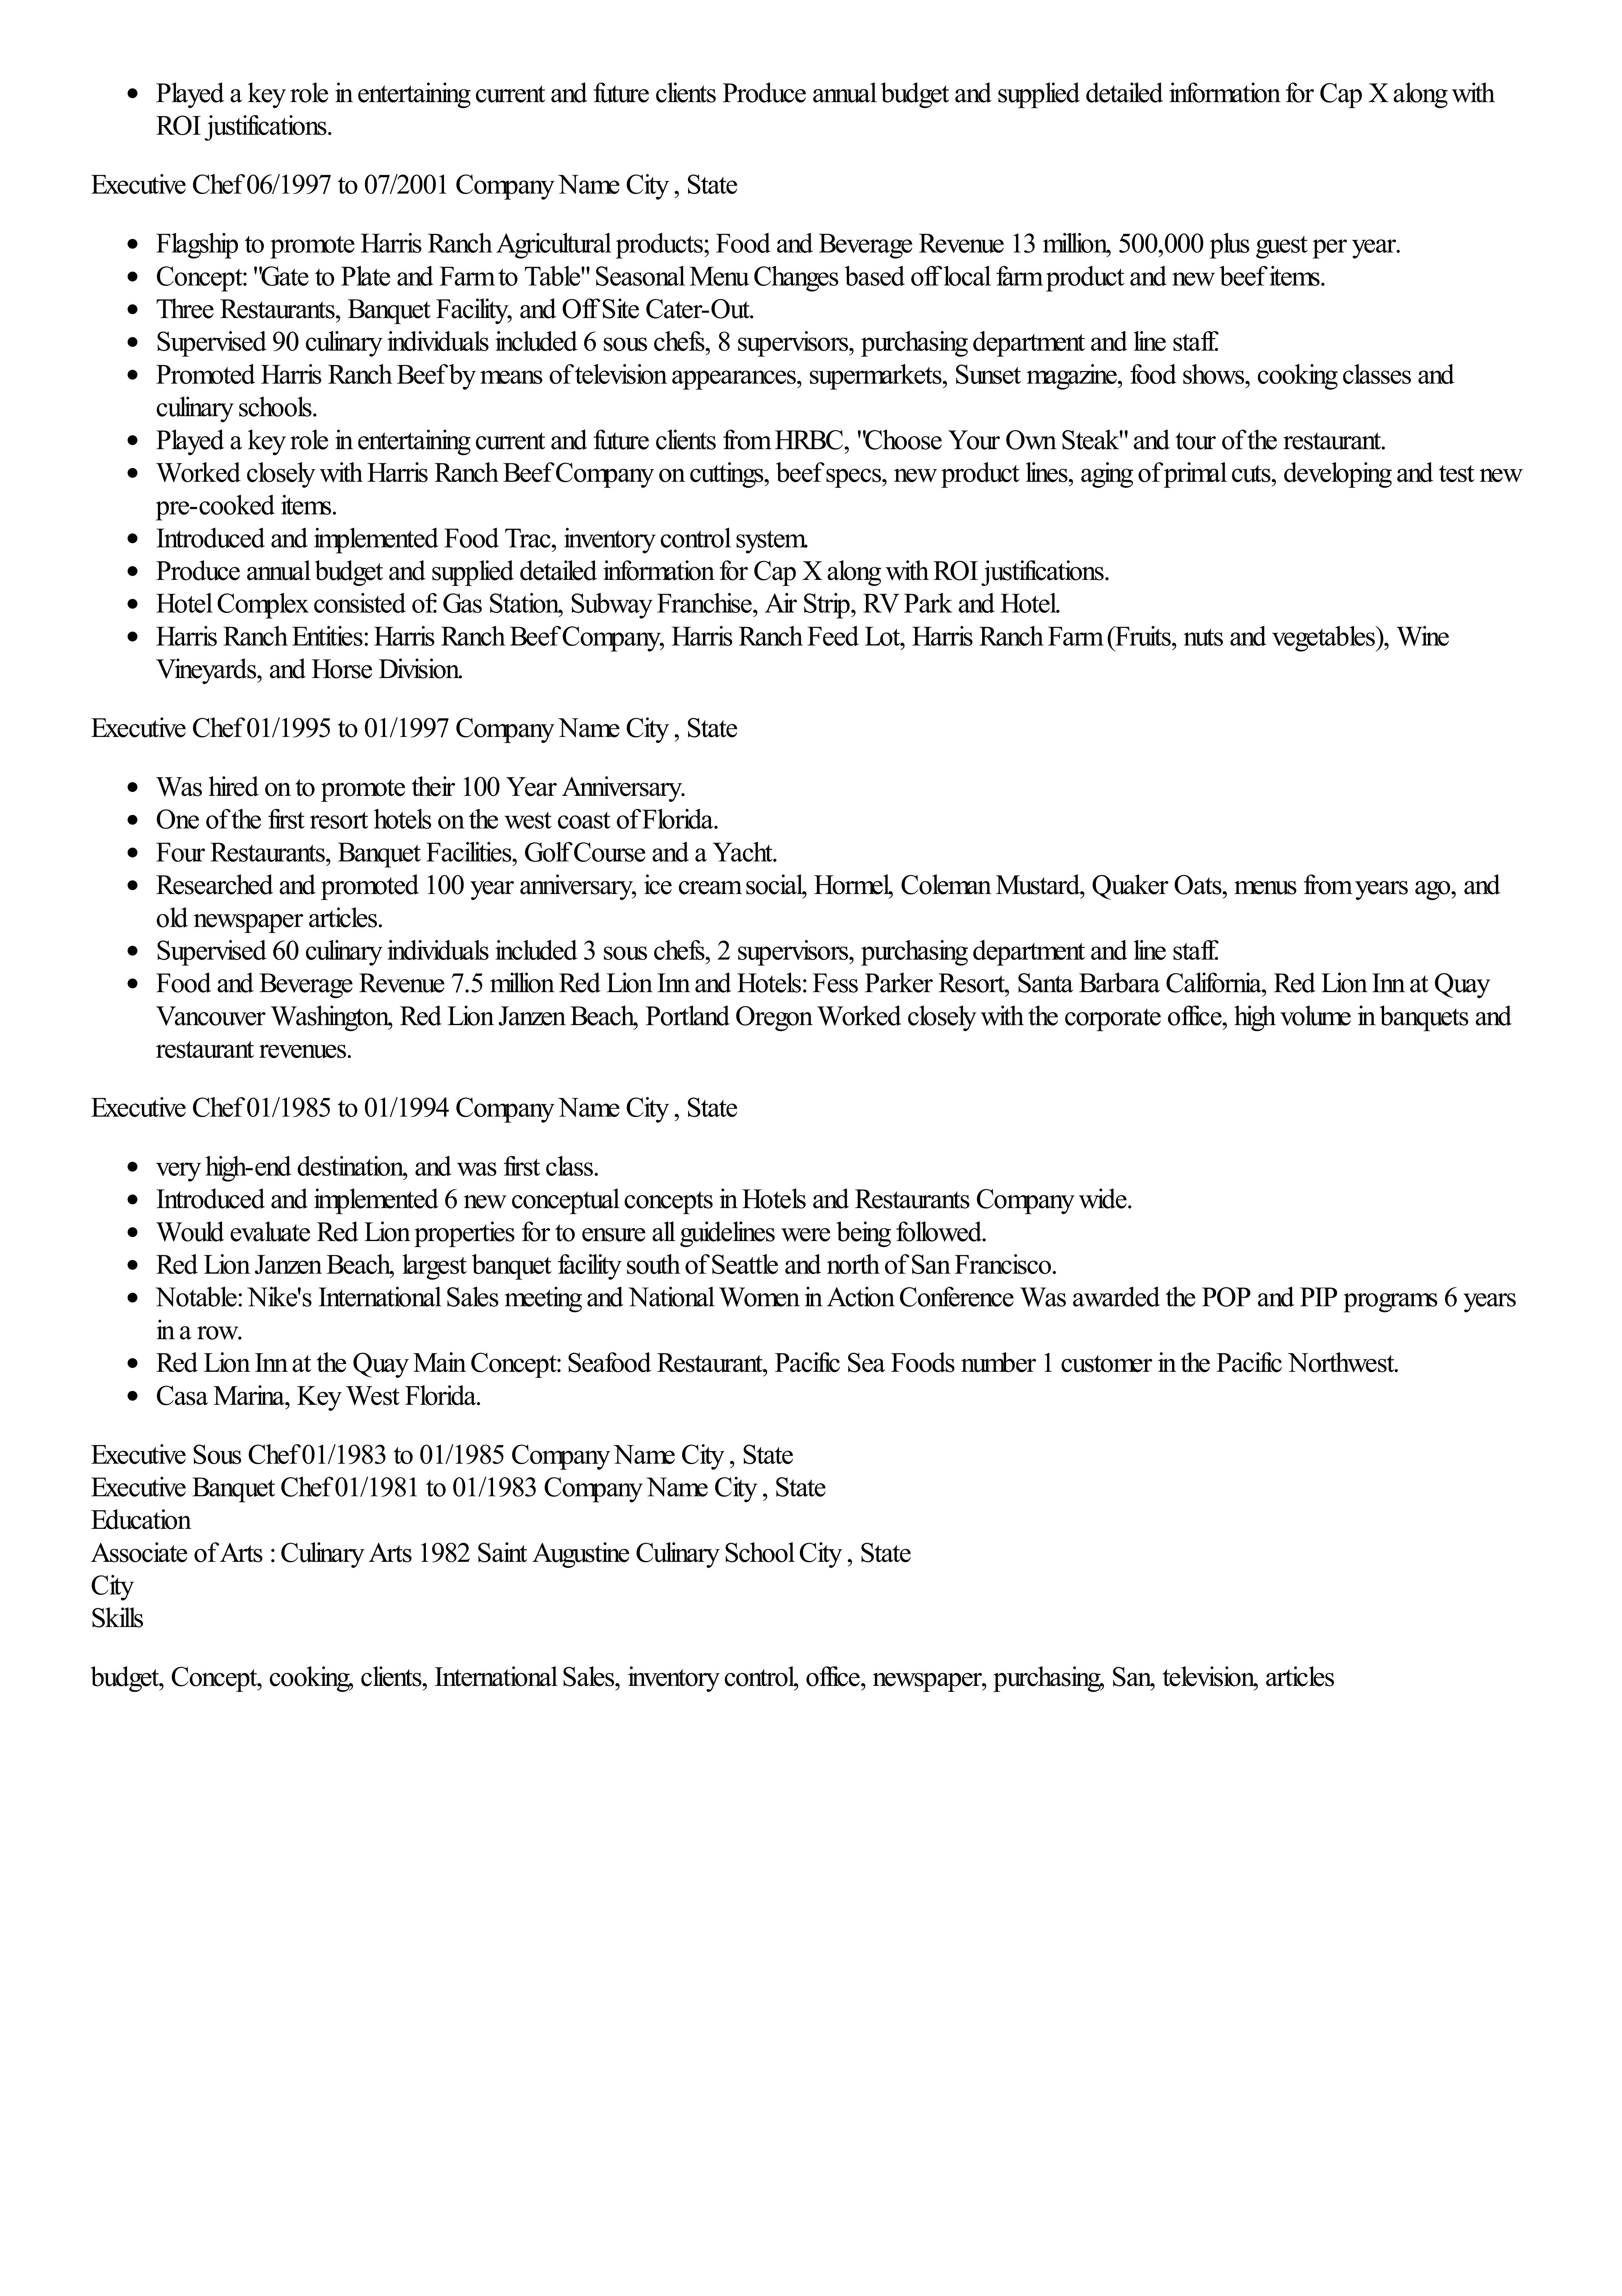 Played a key role in entertaining current and future clients Produce annual budget and supplied detailed information for Cap X along with
ROI justifications.
Executive Chef 06/1997 to 07/2001 Company Name City , State
Flagship to promote Harris Ranch Agricultural products; Food and Beverage Revenue 13 million, 500,000 plus guest per year.
Concept: "Gate to Plate and Farm to Table" Seasonal Menu Changes based off local farm product and new beef items.
Three Restaurants, Banquet Facility, and Off Site Cater-Out.
Supervised 90 culinary individuals included 6 sous chefs, 8 supervisors, purchasing department and line staff.
Promoted Harris Ranch Beef by means of television appearances, supermarkets, Sunset magazine, food shows, cooking classes and
culinary schools.
Played a key role in entertaining current and future clients from HRBC, "Choose Your Own Steak" and tour of the restaurant.
Worked closely with Harris Ranch Beef Company on cuttings, beef specs, new product lines, aging of primal cuts, developing and test new
pre-cooked items.
Introduced and implemented Food Trac, inventory control system.
Produce annual budget and supplied detailed information for Cap X along with ROI justifications.
Hotel Complex consisted of: Gas Station, Subway Franchise, Air Strip, RV Park and Hotel.
Harris Ranch Entities: Harris Ranch Beef Company, Harris Ranch Feed Lot, Harris Ranch Farm (Fruits, nuts and vegetables), Wine
Vineyards, and Horse Division.
Executive Chef 01/1995 to 01/1997 Company Name City , State
Was hired on to promote their 100 Year Anniversary.
One of the first resort hotels on the west coast of Florida.
Four Restaurants, Banquet Facilities, Golf Course and a Yacht.
Researched and promoted 100 year anniversary, ice cream social, Hormel, Coleman Mustard, Quaker Oats, menus from years ago, and
old newspaper articles.
Supervised 60 culinary individuals included 3 sous chefs, 2 supervisors, purchasing department and line staff.
Food and Beverage Revenue 7.5 million Red Lion Inn and Hotels: Fess Parker Resort, Santa Barbara California, Red Lion Inn at Quay
Vancouver Washington, Red Lion Janzen Beach, Portland Oregon Worked closely with the corporate office, high volume in banquets and
restaurant revenues.
Executive Chef 01/1985 to 01/1994 Company Name City , State
very high-end destination, and was first class.
Introduced and implemented 6 new conceptual concepts in Hotels and Restaurants Company wide.
Would evaluate Red Lion properties for to ensure all guidelines were being followed.
Red Lion Janzen Beach, largest banquet facility south of Seattle and north of San Francisco.
Notable: Nike's International Sales meeting and National Women in Action Conference Was awarded the POP and PIP programs 6 years
in a row.
Red Lion Inn at the Quay Main Concept: Seafood Restaurant, Pacific Sea Foods number 1 customer in the Pacific Northwest.
Casa Marina, Key West Florida.
Executive Sous Chef 01/1983 to 01/1985 Company Name City , State
Executive Banquet Chef 01/1981 to 01/1983 Company Name City , State
Education
Associate of Arts : Culinary Arts 1982 Saint Augustine Culinary School City , State
City
Skills
budget, Concept, cooking, clients, International Sales, inventory control, office, newspaper, purchasing, San, television, articles